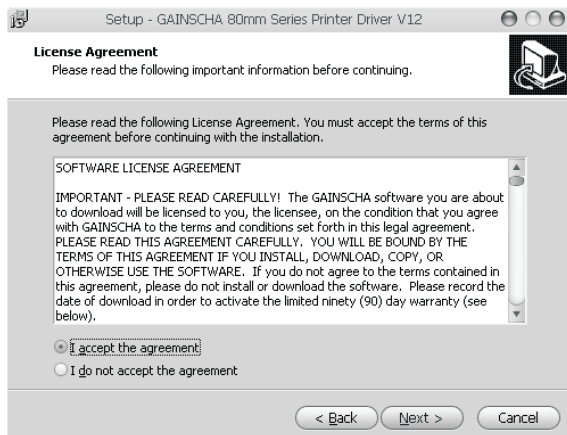 Setup - GAINSCHA 80mm Series Printer Driver V12
License Agreement
Please read the following important information before continuing.
Please read the following License Agreement. You must accept the terms of this
agreement before continuing with the installation.
SOFTWARE LICENSE AGREEMENT
IMPORTANT - PLEASE READ CAREFULLY!  The GAINSCHA software you are about
to download will be licensed to you, the licensee, on the condition that you agree
with GAINSCHA to the terms and conditions set forth in this legal agreement.
PLEASE READ THIS AGREEMENT CAREFULLY.  YOU WILL BE BOUND BY THE
TERMS OF THIS AGREEMENT IF YOU INSTALL, DOWNLOAD, COPY, OR
OTHERWISE USE THE SOFTWARE.  If you do not agree to the terms contained in
this agreement, please do not install or download the software.  Please record the
date of download in order to activate the limited ninety (90) day warranty (see
below).
I accept the agreement
I do not accept the agreement
< Back
Next >
Cancel